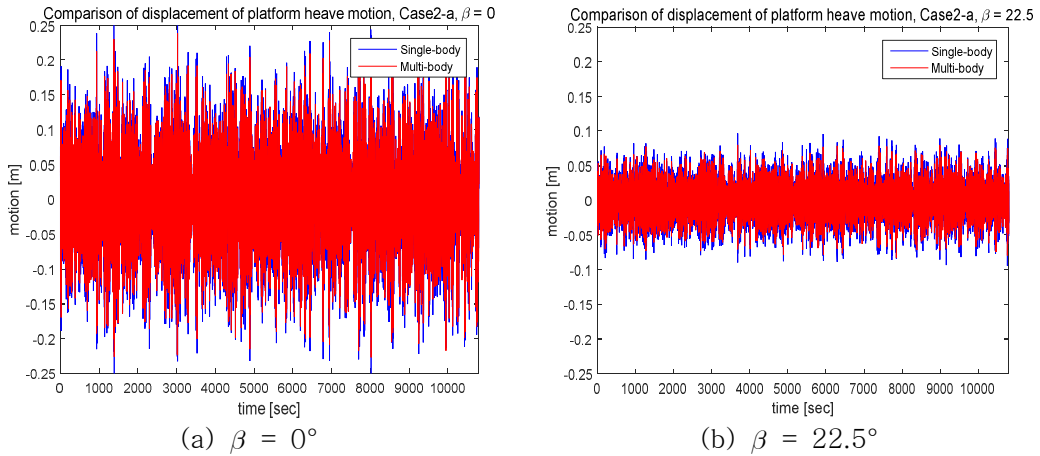 Comparison of displacement of platform heave motion, Case2-a, β = 0
0.25
0.2
0.15
0.1
0.05
0
-0.05
-0.1
-0.15
-0.2
-0.25
motion [m]
Single-body
Multi-body
0 1000 2000 3000 4000 5000 6000 7000 8000 9000 10000
time [sec]
(a) β = 0°
Comparison of displacement of platform heave motion, Case2-a, β = 22.5
0.25
0.2
0.15
0.1
0.05
0
-0.05
-0.1
-0.15
-0.2
-0.25
motion [m]
Single-body
Multi-body
0 1000 2000 3000 4000 5000 6000 7000 8000 9000 10000
time [sec]
(b) β = 22.5°